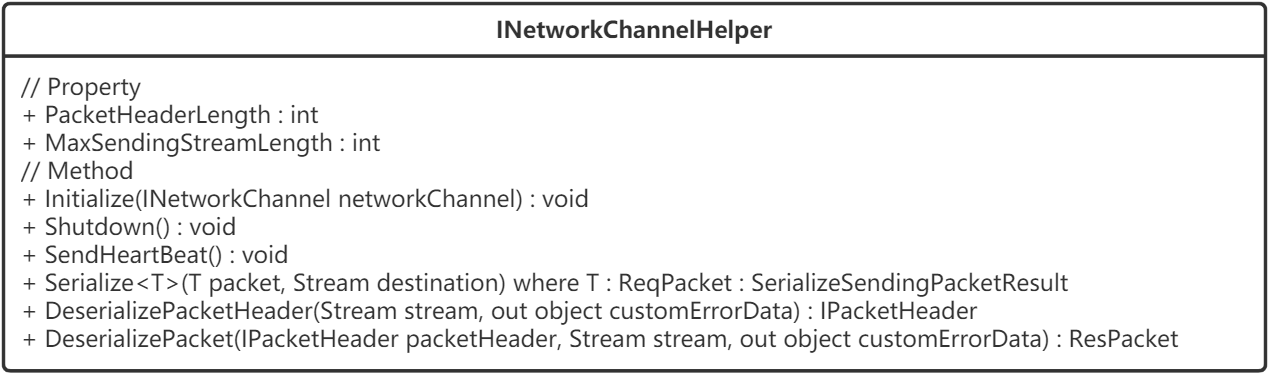 INetworkChannelHelper
// Property
+ PacketHeaderLength : int
+ MaxSendingStreamLength : int
// Method
+ Initialize(INetworkChannel networkChannel) : void
+ Shutdown() : void
+ SendHeartBeat() : void
+ Serialize<T>(T packet, Stream destination) where T : ReqPacket : SerializeSendingPacketResult
+ DeserializePacketHeader(Stream stream, out object customErrorData) : IPacketHeader
+ DeserializePacket(IPacketHeader packetHeader, Stream stream, out object customErrorData) : ResPacket